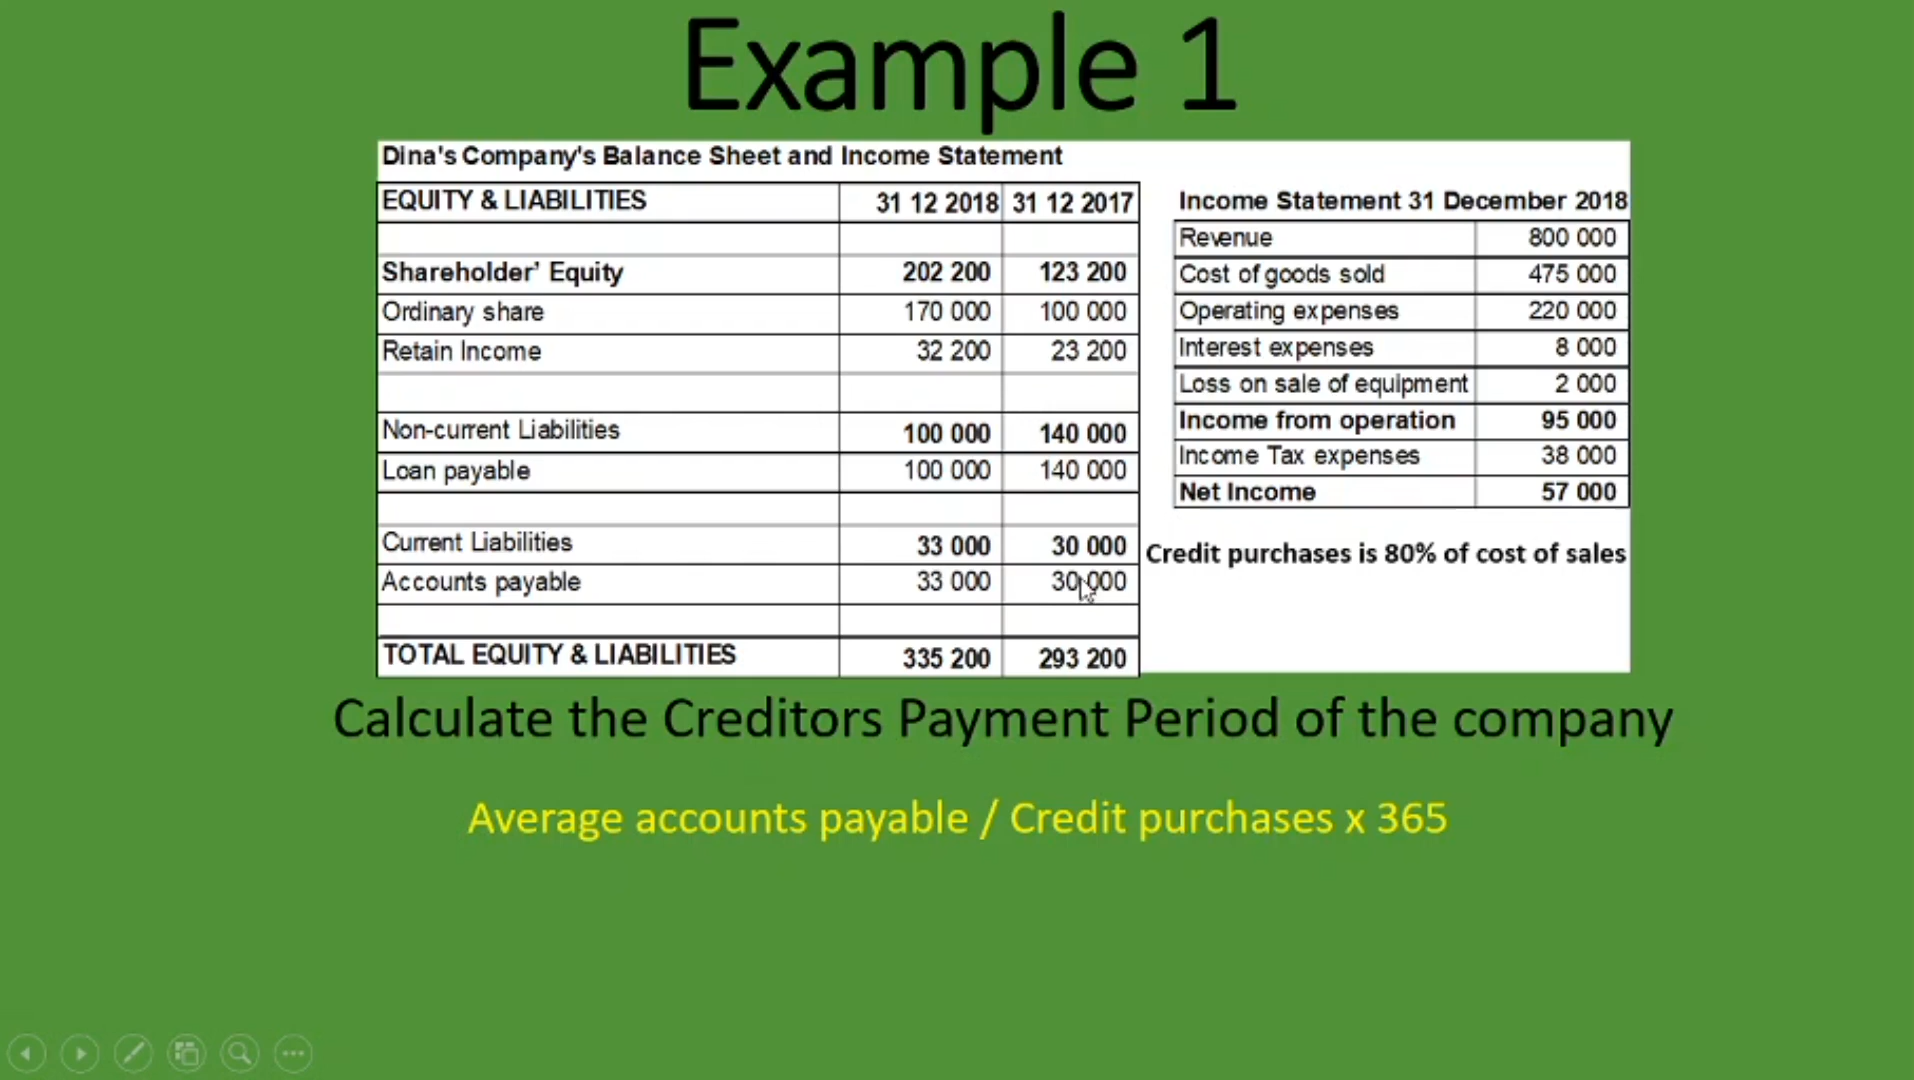 Example 1
Dina's Company's Balance Sheet and Income Statement
EQUITY & LIABILITIES 31 12 2018 31 12 2017
Shareholder' Equity 202 200 123 200
Ordinary share 170 000 100 000
Retain Income 32 200 23 200
Non-current Liabilities 100 000 140 000
Loan payable 100 000 140 000
Current Liabilities 33 000 30 000
Accounts payable 33 000 30 000
TOTAL EQUITY & LIABILITIES 335 200 293 200
Income Statement 31 December 2018
Revenue 800 000
Cost of goods sold 475 000
Operating expenses 220 000
Interest expenses 8 000
Loss on sale of equipment 2 000
Income from operation 95 000
Income Tax expenses 38 000
Net Income 57 000
Credit purchases is 80% of cost of sales
Calculate the Creditors Payment Period of the company
Average accounts payable / Credit purchases x 365